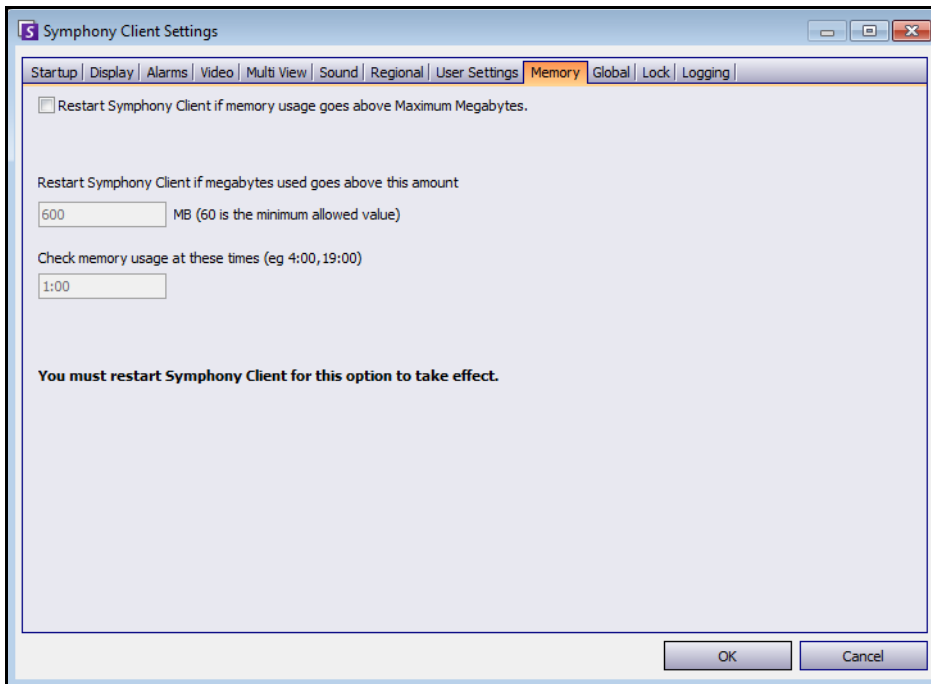 S Symphony Client Settings
Startup Display Alarms Video Multi View Sound Regional User Settings Memory Global Lock Logging
Restart Symphony Client if memory usage goes above Maximum Megabytes.
Restart Symphony Client if megabytes used goes above this amount
600 MB (60 is the minimum allowed value)
Check memory usage at these times (eg 4:00,19:00)
1:00
You must restart Symphony Client for this option to take effect.
OK Cancel